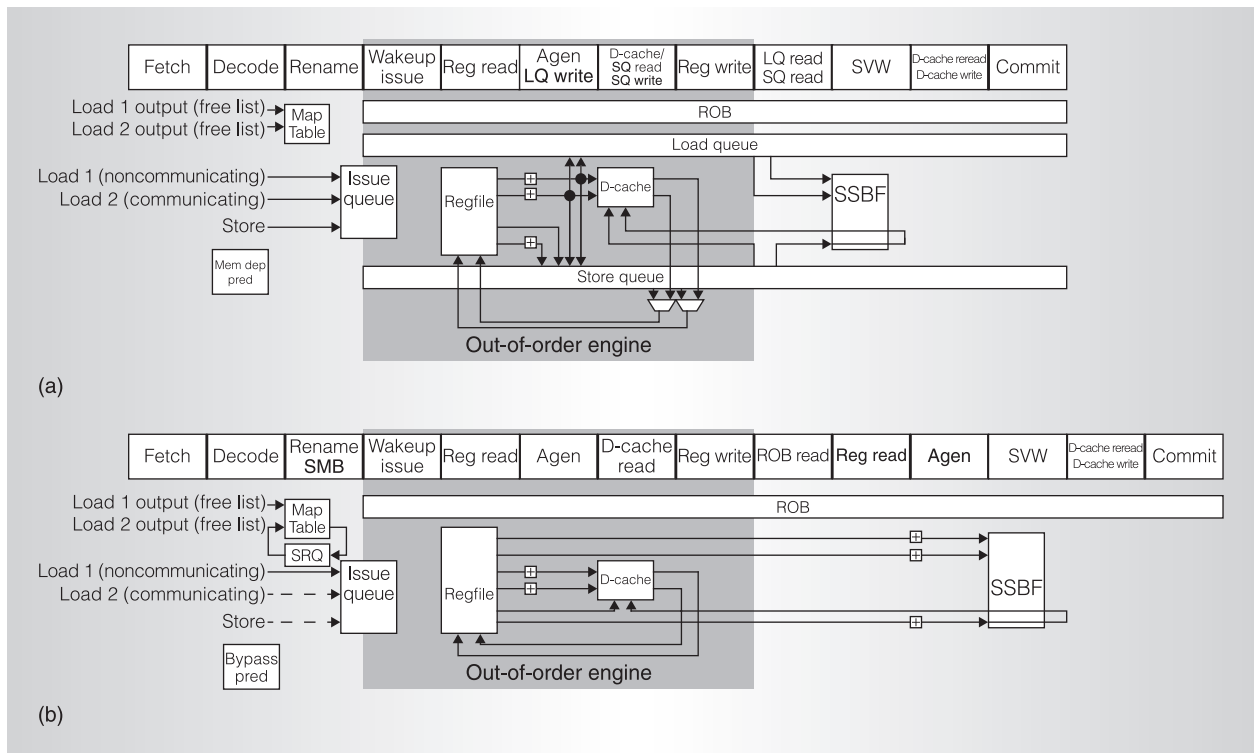 Fetch
Decode
Rename
Wakeup issue
Reg read
Agen LQ write
D-cache/ SQ read SQ write
Reg write
LQ read SQ read
SVW
D-cache reread D-cache write
Commit
Load 1 output (free list)
Load 2 output (free list)
Map Table
ROB
Load queue
Load 1 (noncommunicating)
Load 2 (communicating)
Store
Issue queue
Regfile
+
+
+
D-cache
SSBF
Mem dep pred
Store queue
Out-of-order engine
(a)
Fetch
Decode
Rename SMB
Wakeup issue
Reg read
Agen
D-cache read
Reg write
ROB read
Reg read
Agen
SVW
D-cache reread D-cache write
Commit
Load 1 output (free list)
Load 2 output (free list)
Map Table
SRQ
ROB
Load 1 (noncommunicating)
Load 2 (communicating)
Store
Issue queue
Regfile
+
+
D-cache
+
+
+
SSBF
Bypass pred
Out-of-order engine
(b)